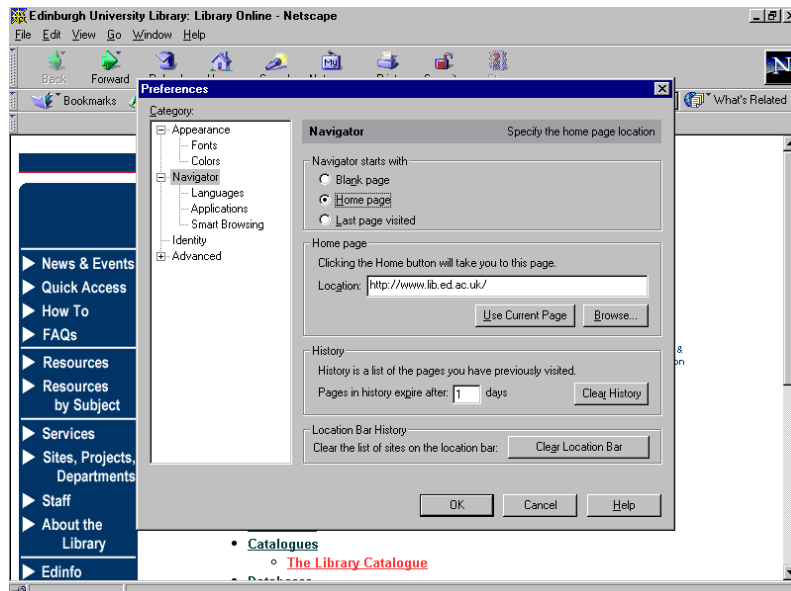 Edinburgh University Library: Library Online - Netscape
File Edit View Go Window Help
Back Forward
Bookmarks What's Related
Preferences
Category:
Appearance
Fonts
Colors
Navigator
Languages
Applications
Smart Browsing
Identity
Advanced
Navigator Specify the home page location
Navigator starts with
Blank page
Home page
Last page visited
Home page
Clicking the Home button will take you to this page.
Location: http://www.lib.ed.ac.uk/
Use Current Page Browse...
History
History is a list of the pages you have previously visited.
Pages in history expire after: 1 days Clear History
Location Bar History
Clear the list of sites on the location bar: Clear Location Bar
OK Cancel Help
News & Events
Quick Access
How To
FAQs
Resources
Resources
by Subject
Services
Sites, Projects,
Departments
Staff
About the
Library
Edinfo
&
Catalogues
The Library Catalogue